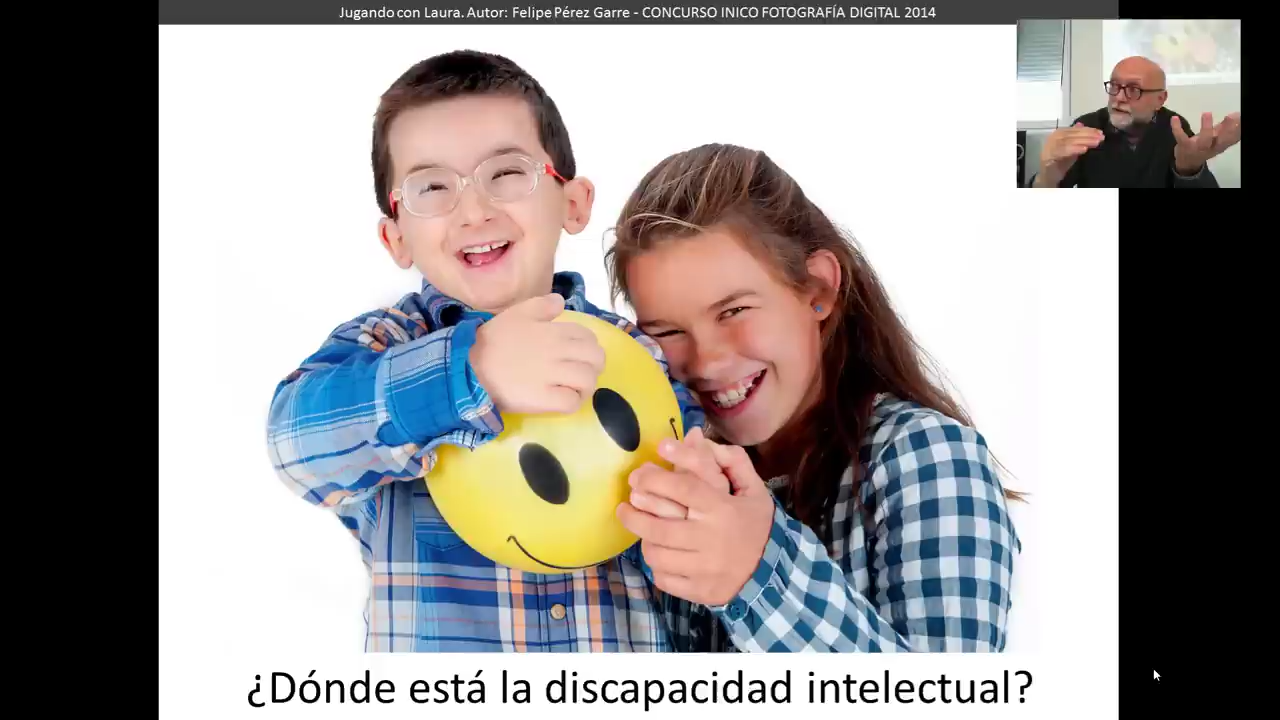 Jugando con Laura. Autor: Felipe Pérez Garre - CONCURSO INICO FOTOGRAFÍA DIGITAL 2014
¿Dónde está la discapacidad intelectual?